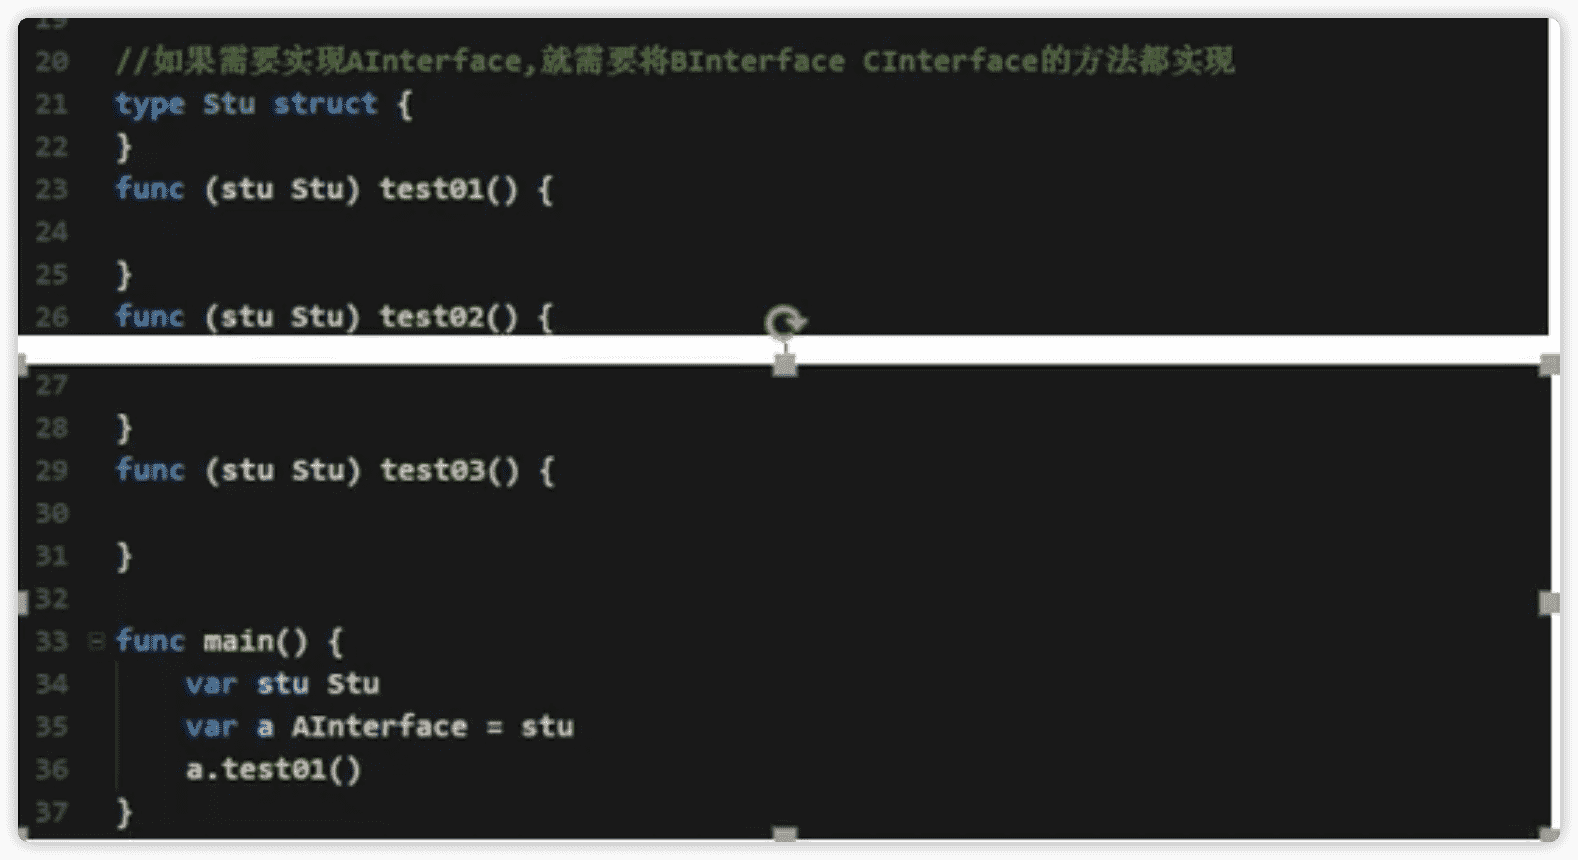 19
20 //如果需要实现AInterface,就需要将BInterface CInterface的方法都实现
21 type Stu struct {
22 }
23 func (stu Stu) test01() {
24
25 }
26 func (stu Stu) test02() {
27
28 }
29 func (stu Stu) test03() {
30
31 }
32
33 func main() {
34 var stu Stu
35 var a AInterface = stu
36 a.test01()
37 }